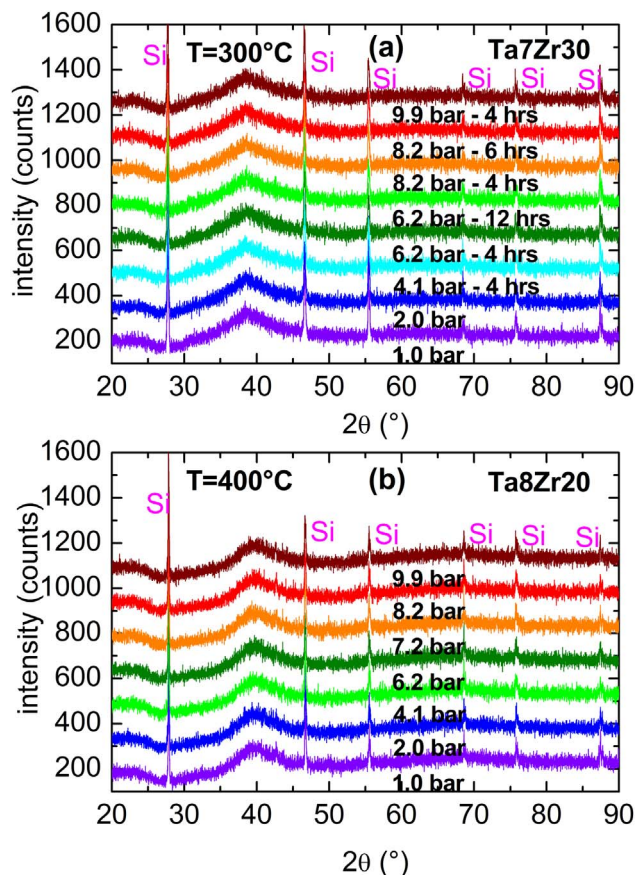 1600
T=300°C
(a)
Ta7Zr30
Si
Si
Si
Si
Si
Si
1400
1200
1000
800
600
400
200
intensity (counts)
9.9 bar - 4 hrs
8.2 bar - 6 hrs
8.2 bar - 4 hrs
6.2 bar - 12 hrs
6.2 bar - 4 hrs
4.1 bar - 4 hrs
2.0 bar
1.0 bar
20 30 40 50 60 70 80 90
2θ (°)
1600
T=400°C
(b)
Ta8Zr20
Si
Si
Si
Si
Si
Si
1400
1200
1000
800
600
400
200
intensity (counts)
9.9 bar
8.2 bar
7.2 bar
6.2 bar
4.1 bar
2.0 bar
1.0 bar
20 30 40 50 60 70 80 90
2θ (°)